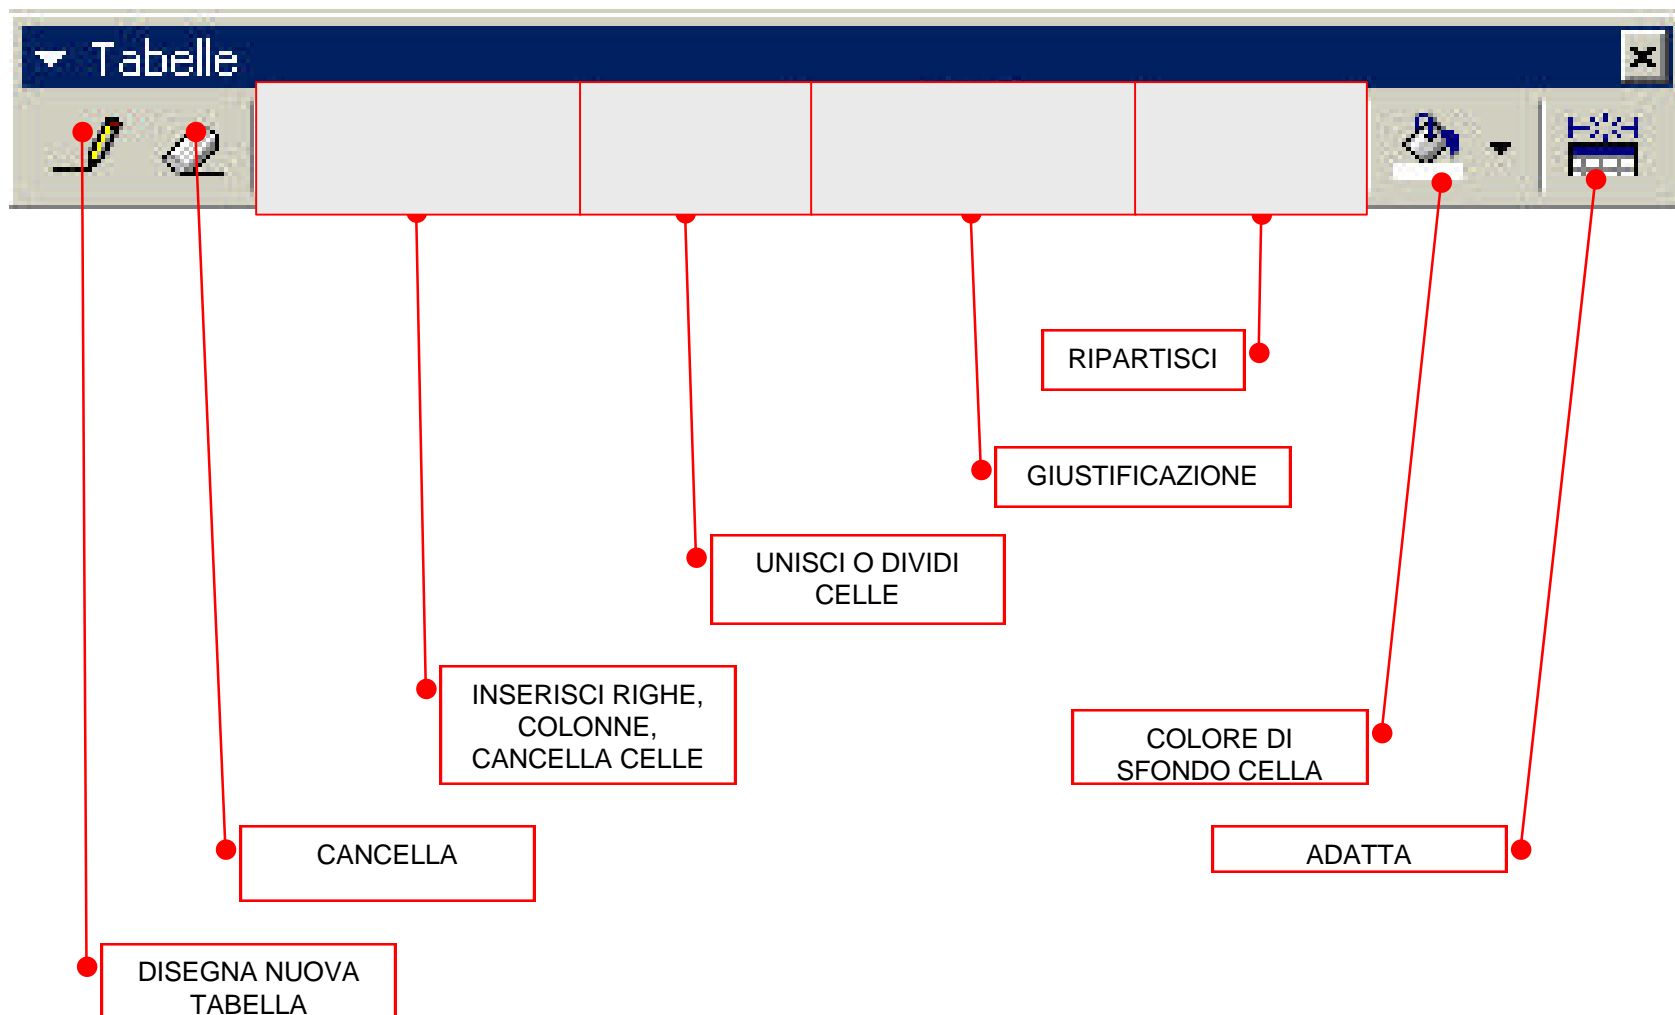 Tabelle
RIPARTISCI
GIUSTIFICAZIONE
UNISCI O DIVIDI
CELLE
INSERISCI RIGHE,
COLONNE,
CANCELLA CELLE
COLORE DI
SFONDO CELLA
CANCELLA
ADATTA
DISEGNA NUOVA
TABELLA